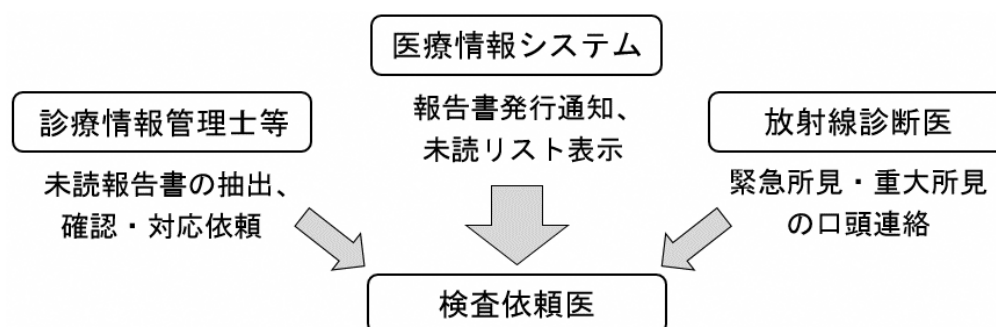 医療情報システム
報告書発行通知、
未読リスト表示
診療情報管理士等
未読報告書の抽出、
確認・対応依頼
放射線診断医
緊急所見・重大所見
の口頭連絡
検査依頼医